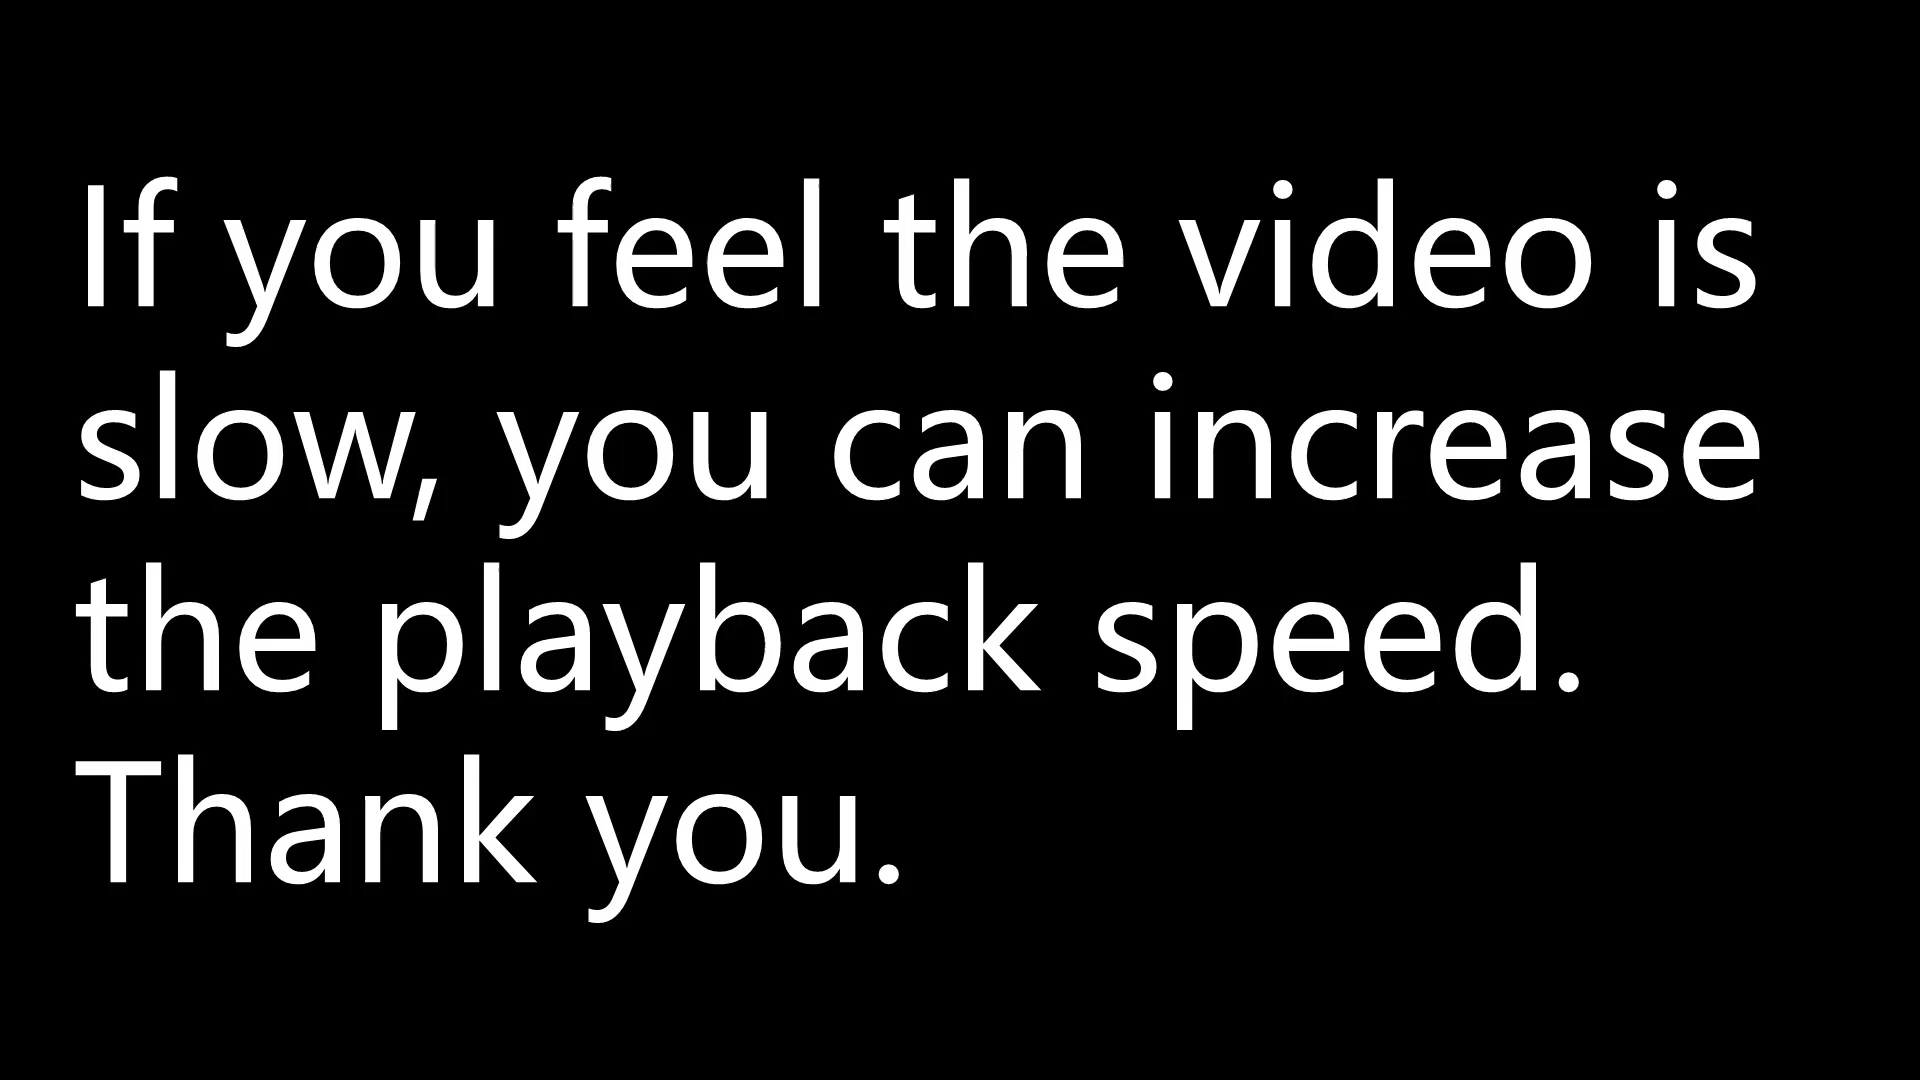 If you feel the video is
slow, you can increase
the playback speed.
Thank you.